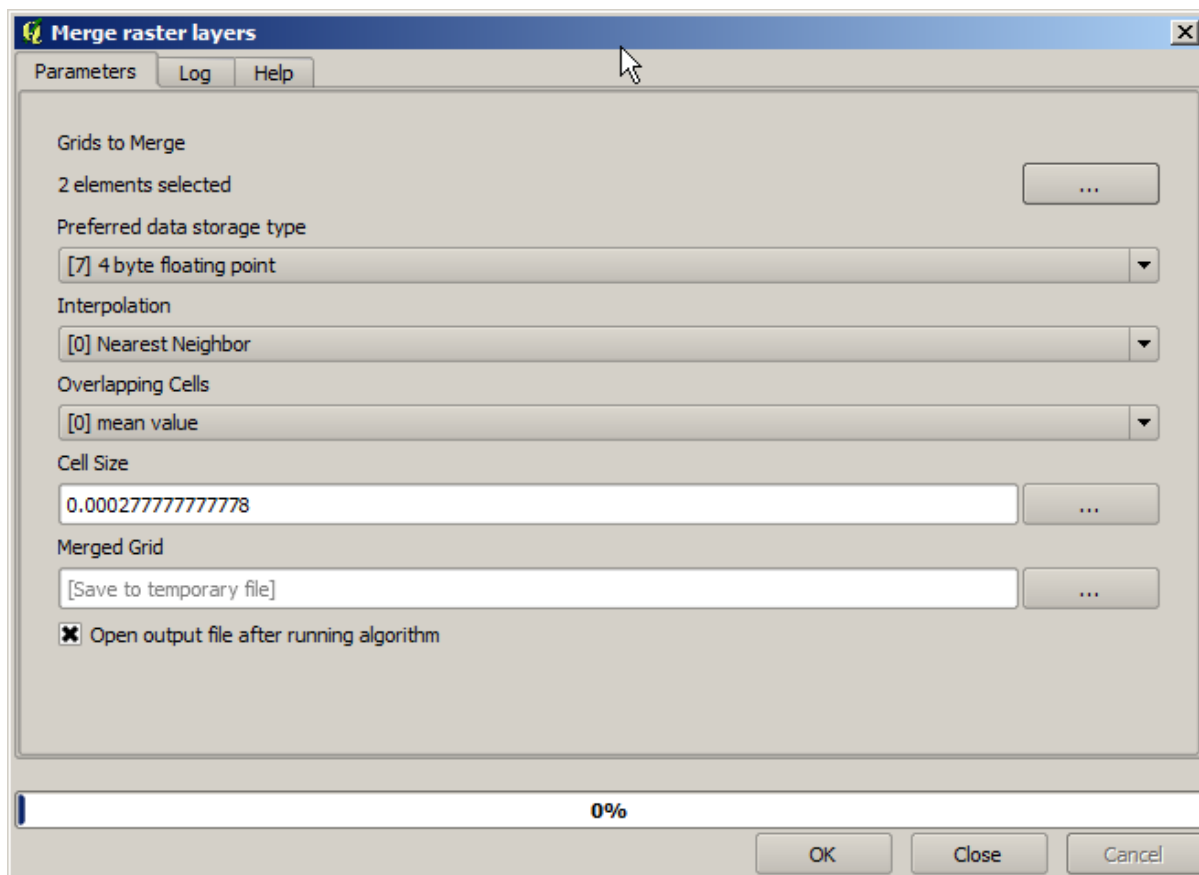 Merge raster layers
Parameters Log Help
Grids to Merge
2 elements selected
...
Preferred data storage type
[7] 4 byte floating point
Interpolation
[0] Nearest Neighbor
Overlapping Cells
[0] mean value
Cell Size
0.000277777777778
...
Merged Grid
[Save to temporary file]
...
Open output file after running algorithm
0%
OK Close Cancel